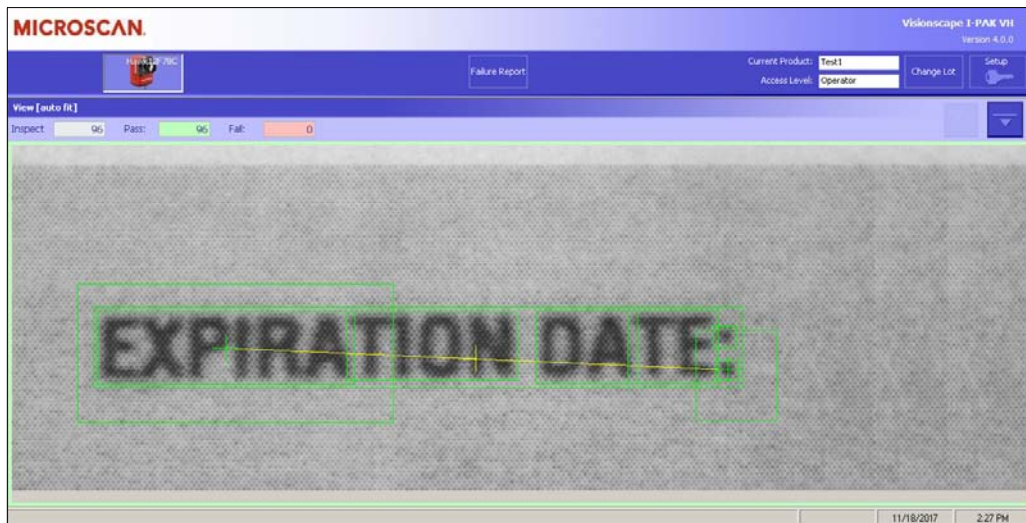 MICROSCAN.
Visionscape I-PAK VH
Version 4.0.0
Failure Report
Current Product: Test1
Access Level: Operator
Change Lot
Setup
View [auto fit]
Inspect 96 Pass: 96 Fail: 0
EXPIRATION DATE:
11/18/2017 2:27 PM